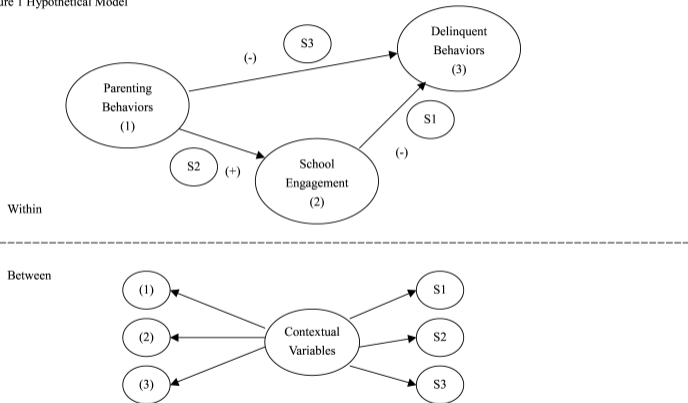 ure 1 Hypothetical Model
Delinquent
Behaviors
(3)
S3
(-)
Parenting
Behaviors
(1)
S1
S2
(+)
School
Engagement
(2)
(-)
Within
Between
(1)
S1
Contextual
Variables
(2)
S2
(3)
S3